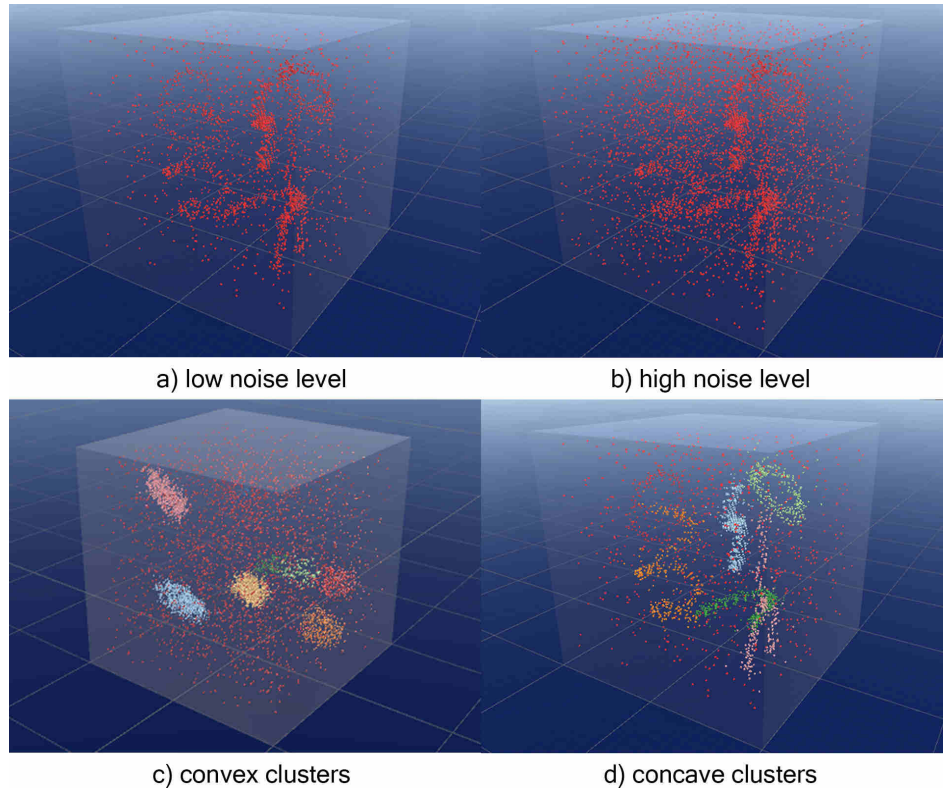 a) low noise level
b) high noise level
c) convex clusters
d) concave clusters